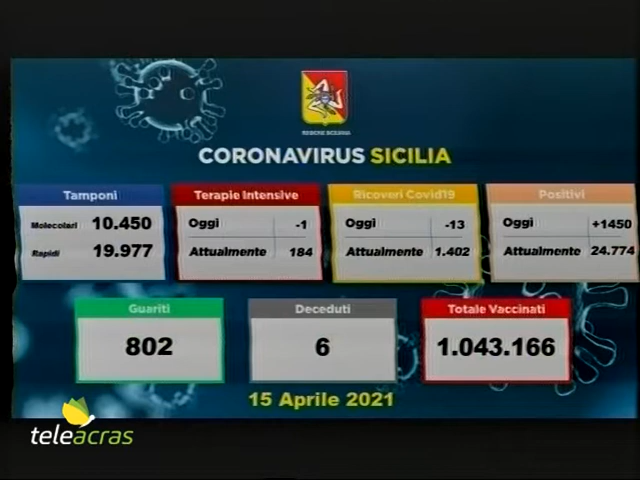 REGIONE SICILIANA
CORONAVIRUS SICILIA
Tamponi
Molecolari 10.450
Rapidi 19.977
Terapie Intensive
Oggi -1
Attualmente 184
Ricoveri Covid19
Oggi -13
Attualmente 1.402
Positivi
Oggi +1450
Attualmente 24.774
Guariti
802
Deceduti
6
Totale Vaccinati
1.043.166
15 Aprile 2021
teleacras